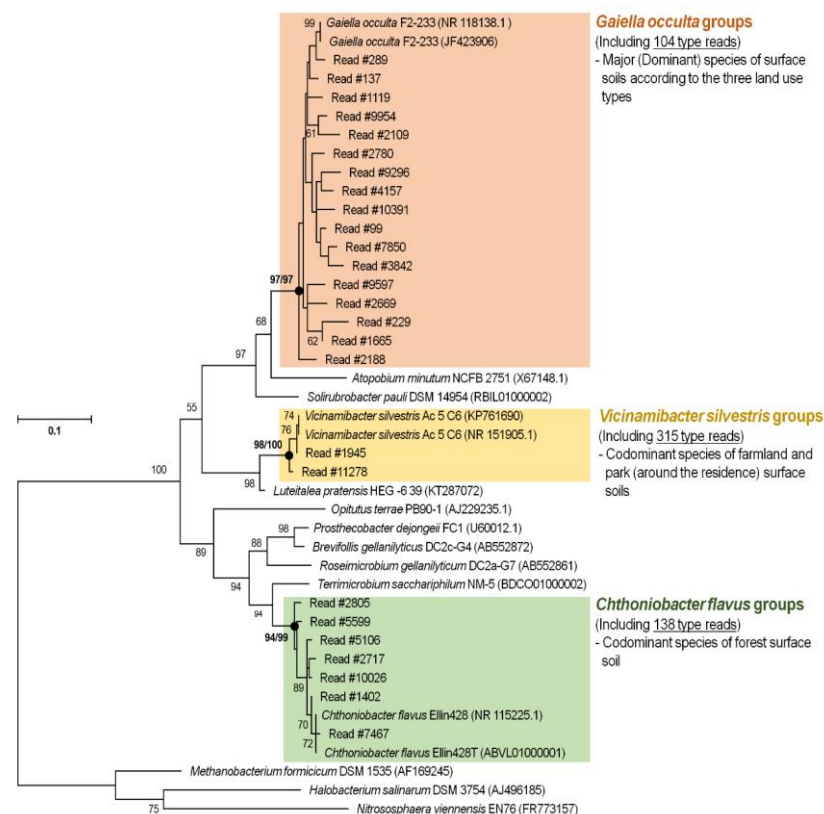 99
Gaiella occulta F2-233 (NR 118138.1 )
Gaiella occulta F2-233 (JF423906)
Read #289
Read #137
Read #1119
Read #9954
61
Read #2109
Read #2780
Read #9296
Read #4157
Read #10391
Read #99
Read #7850
Read #3842
97/97
Read #9597
Read #2669
Read #229
62
Read #1665
Read #2188
68
97
Atopobium minutum NCFB 2751 (X67148.1)
Solirubrobacter pauli DSM 14954 (RBIL01000002)
55
0.1
74
Vicinamibacter silvestris Ac 5 C6 (KP761690)
76
Vicinamibacter silvestris Ac 5 C6 (NR 151905.1)
98/100
Read #1945
Read #11278
98
Luteitalea pratensis HEG -6 39 (KT287072)
100
Opitutus terrae PB90-1 (AJ229235.1)
98
Prosthecobacter dejongeii FC1 (U60012.1)
89
88
Brevifollis gellanilyticus DC2c-G4 (AB552872)
Roseimicrobium gellanilyticum DC2a-G7 (AB552861)
94
Terrimicrobium sacchariphilum NM-5 (BDCO01000002)
94
Read #2805
Read #5599
94/99
Read #5106
Read #2717
89
Read #10026
Read #1402
70
Chthoniobacter flavus Ellin428 (NR 115225.1)
Read #7467
72
Chthoniobacter flavus Ellin428T (ABVL01000001)
Methanobacterium formicicum DSM 1535 (AF169245)
Halobacterium salinarum DSM 3754 (AJ496185)
75
Nitrososphaera viennensis EN76 (FR773157)
Gaiella occulta groups
(Including 104 type reads)
- Major (Dominant) species of surface
soils according to the three land use
types
Vicinamibacter silvestris groups
(Including 315 type reads)
- Codominant species of farmland and
park (around the residence) surface
soils
Chthoniobacter flavus groups
(Including 138 type reads)
- Codominant species of forest surface
soil